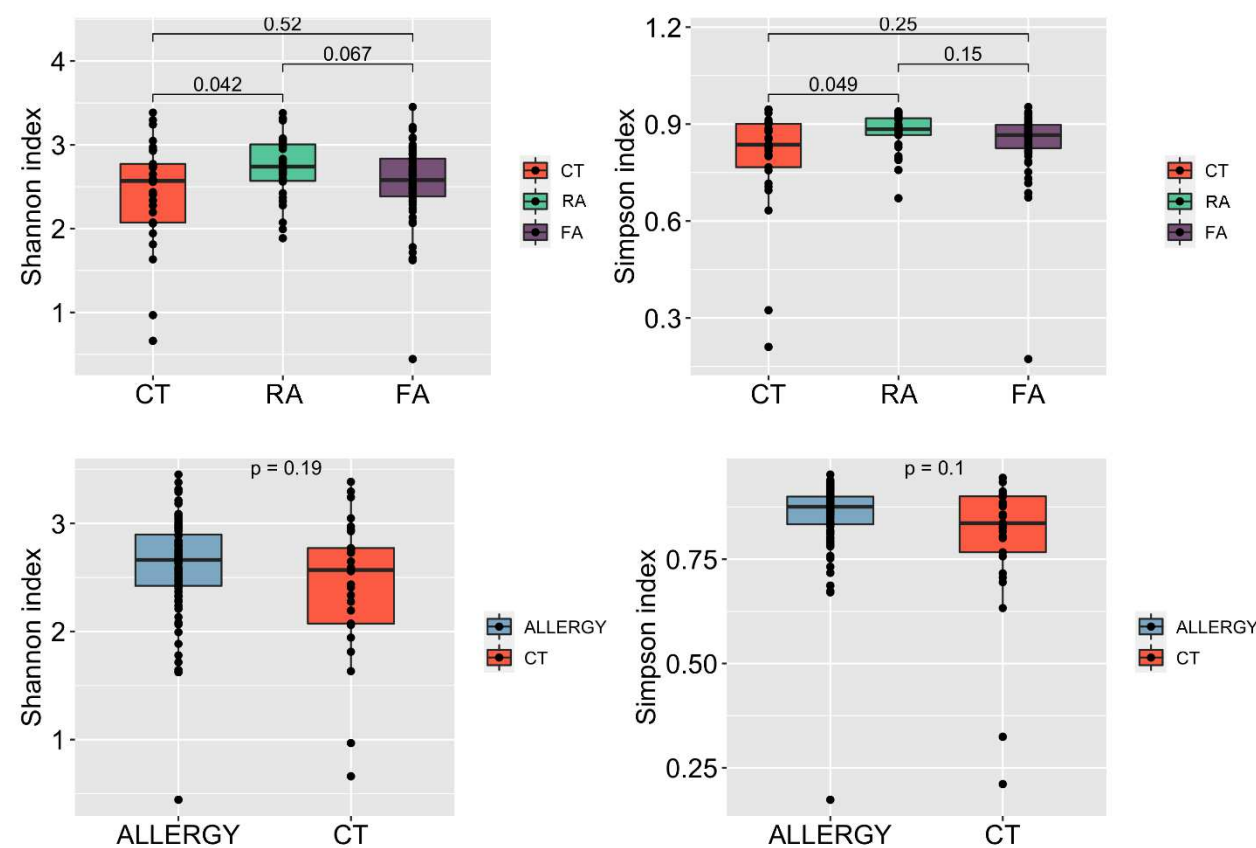 Shannon index
4
3
2
1
0.52
0.067
0.042
CT
RA
FA
CT
RA
FA
Simpson index
1.2
0.9
0.6
0.3
0.25
0.15
0.049
CT
RA
FA
CT
RA
FA
Shannon index
3
2
1
p = 0.19
ALLERGY
CT
ALLERGY
CT
Simpson index
0.75
0.50
0.25
p = 0.1
ALLERGY
CT
ALLERGY
CT